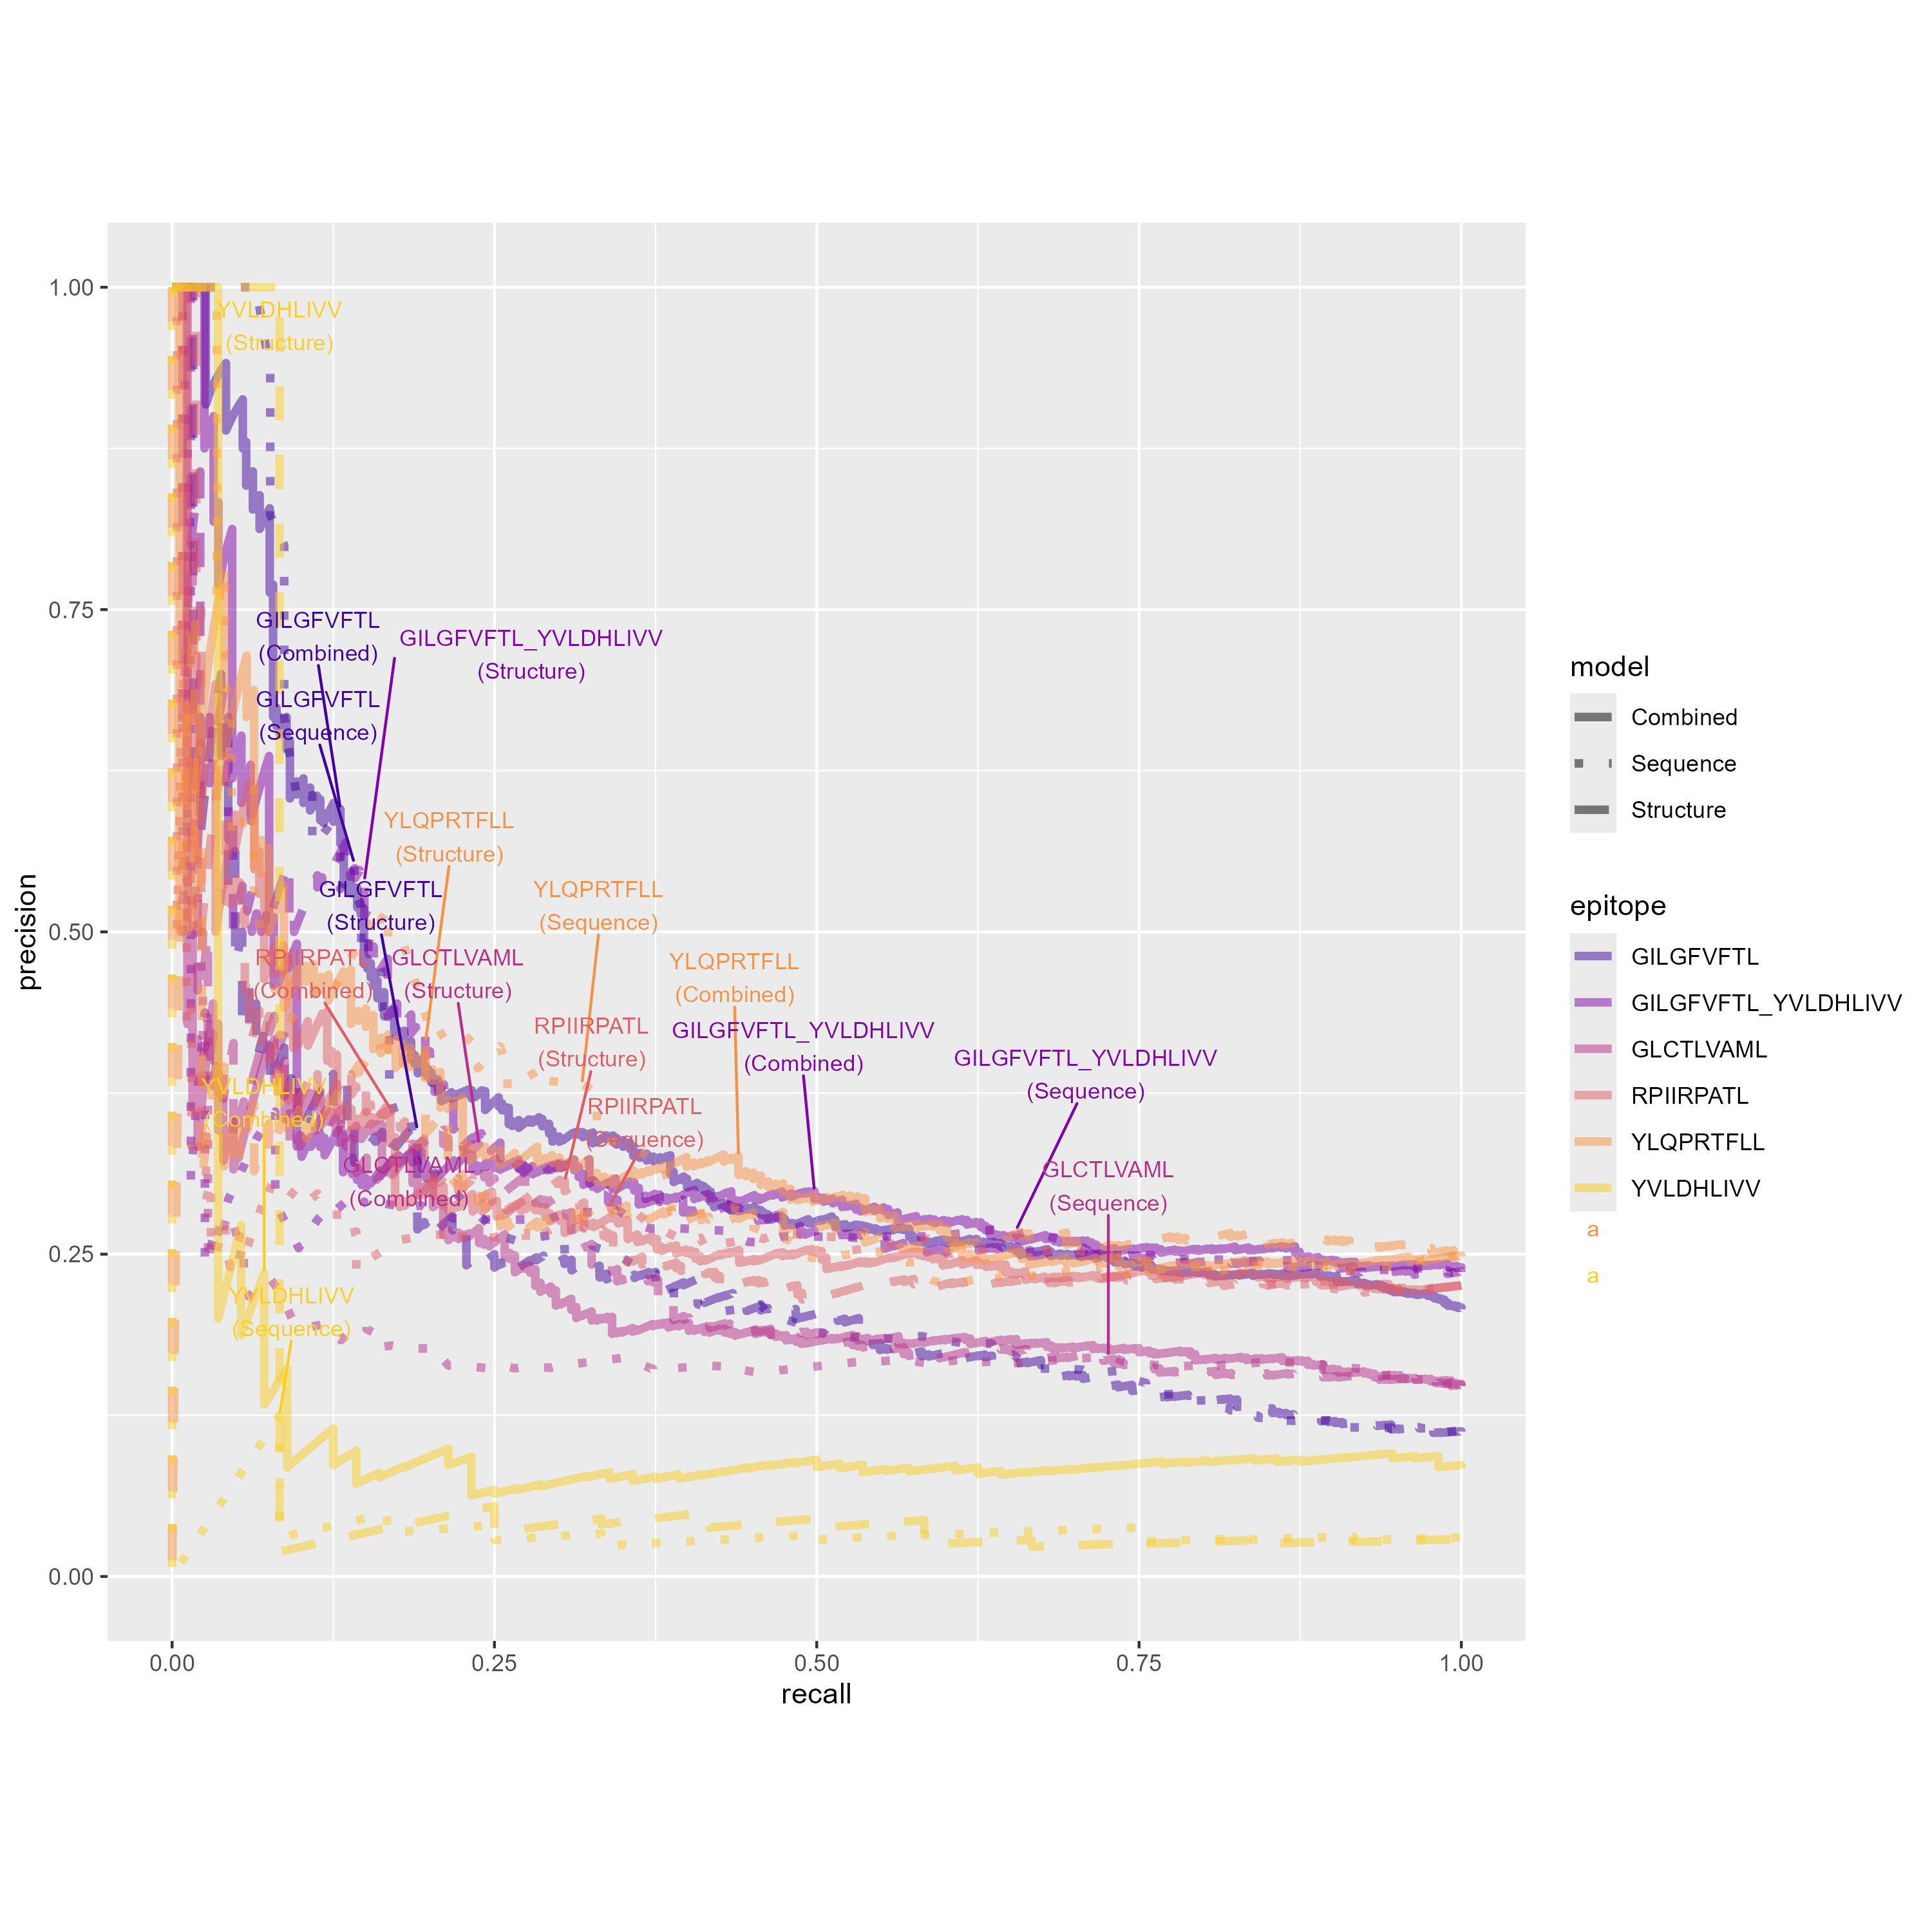 1.00
0.75
0.50
0.25
0.00
precision
0.00
0.25
0.50
0.75
1.00
recall
YVLDHLIVV
(Structure)
GILGFVFTL
(Combined)
GILGFVFTL_YVLDHLIVV
(Structure)
GILGFVFTL
(Sequence)
YLQPRTFLL
(Structure)
GILGFVFTL
(Structure)
YLQPRTFLL
(Sequence)
RPIIRPATL
(Combined)
GLCTLVAML
(Structure)
YLQPRTFLL
(Combined)
RPIIRPATL
(Structure)
GILGFVFTL_YVLDHLIVV
(Combined)
GILGFVFTL_YVLDHLIVV
(Sequence)
YVLDHLIVV
(Combined)
RPIIRPATL
(Sequence)
GLCTLVAML
(Combined)
GLCTLVAML
(Sequence)
YVLDHLIVV
(Sequence)
model
Combined
Sequence
Structure
epitope
GILGFVFTL
GILGFVFTL_YVLDHLIVV
GLCTLVAML
RPIIRPATL
YLQPRTFLL
YVLDHLIVV
a
a